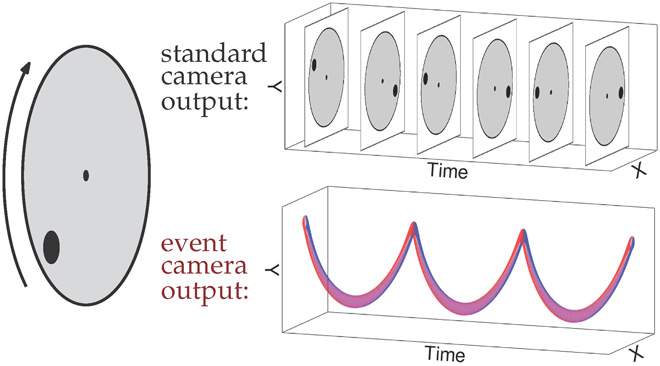 standard
camera
output:
Y
Time
X
event
camera
output:
Y
Time
X